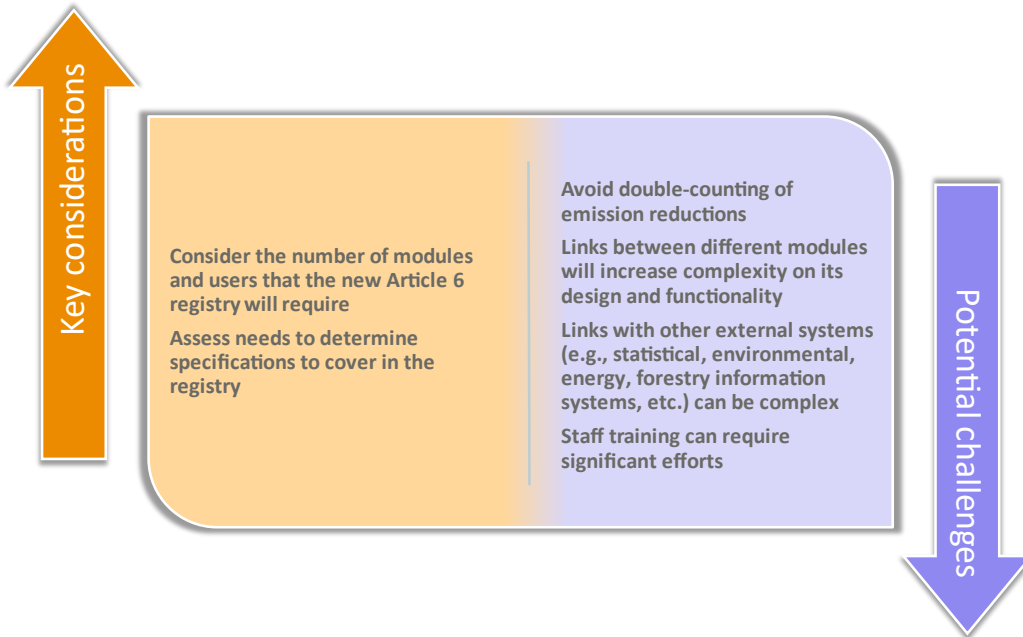 Key considerations
Consider the number of modules
and users that the new Article 6
registry will require
Assess needs to determine
specifications to cover in the
registry
Avoid double-counting of
emission reductions
Links between different modules
will increase complexity on its
design and functionality
Links with other external systems
(e.g., statistical, environmental,
energy, forestry information
systems, etc.) can be complex
Staff training can require
significant efforts
Potential challenges